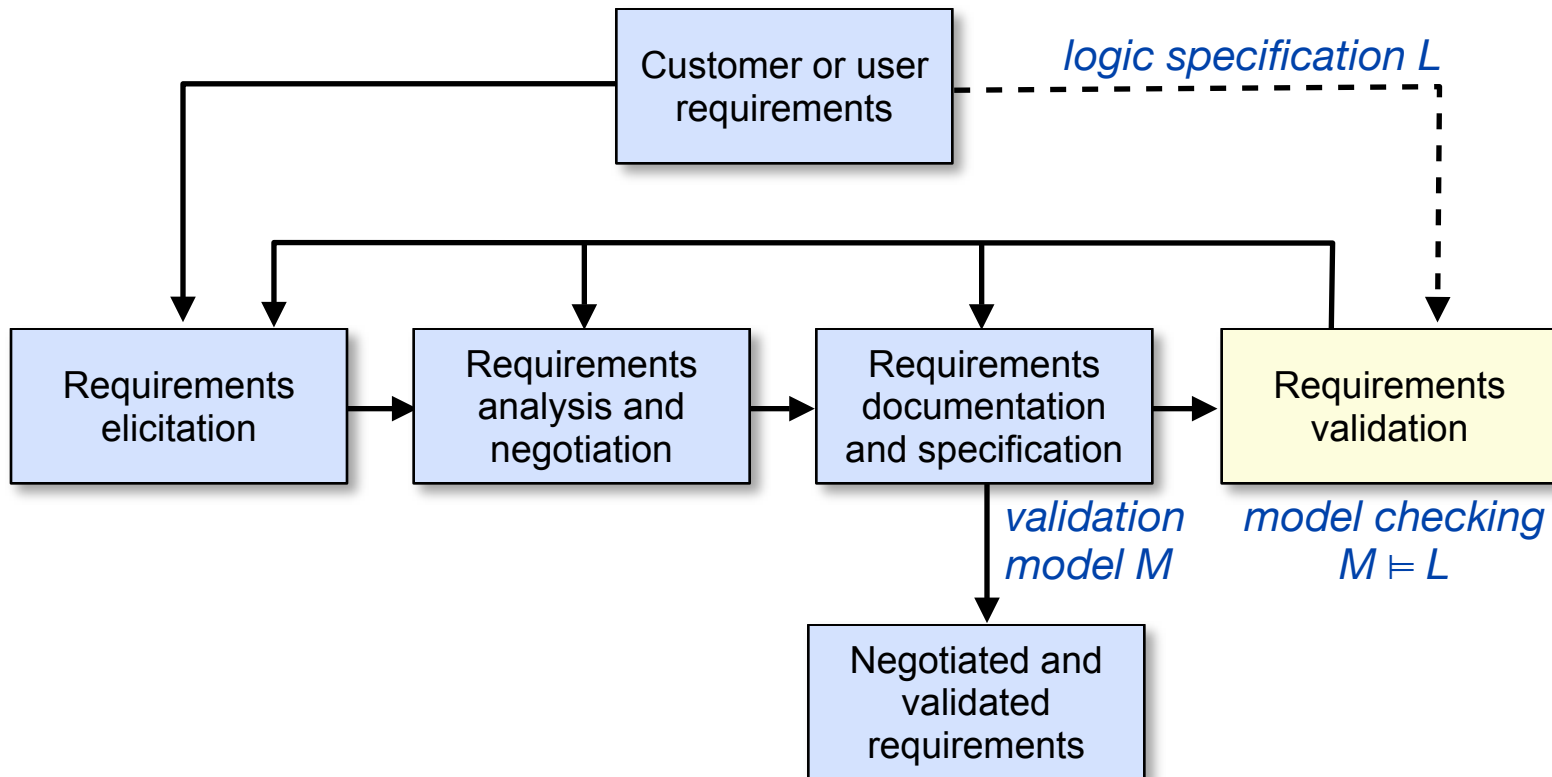 Customer or user
requirements
logic specification L
Requirements
elicitation
Requirements
analysis and
negotiation
Requirements
documentation
and specification
Requirements
validation
validation
model M
model checking
M ⊨ L
Negotiated and
validated
requirements